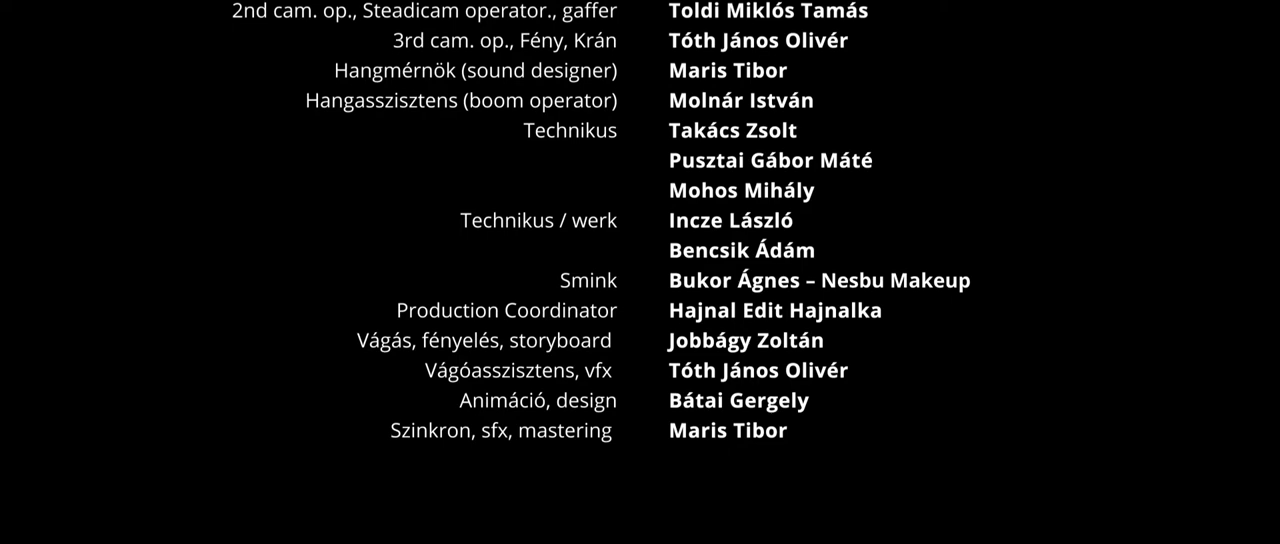 2nd cam. op., Steadicam operator., gaffer Toldi Miklós Tamás
3rd cam. op., Fény, Krán Tóth János Olivér
Hangmérnök (sound designer) Maris Tibor
Hangasszisztens (boom operator) Molnár István
Technikus Takács Zsolt
Pusztai Gábor Máté
Mohos Mihály
Technikus / werk Incze László
Bencsik Ádám
Smink Bukor Ágnes – Nesbu Makeup
Production Coordinator Hajnal Edit Hajnalka
Vágás, fényelés, storyboard Jobbágy Zoltán
Vágóasszisztens, vfx Tóth János Olivér
Animáció, design Bátai Gergely
Szinkron, sfx, mastering Maris Tibor